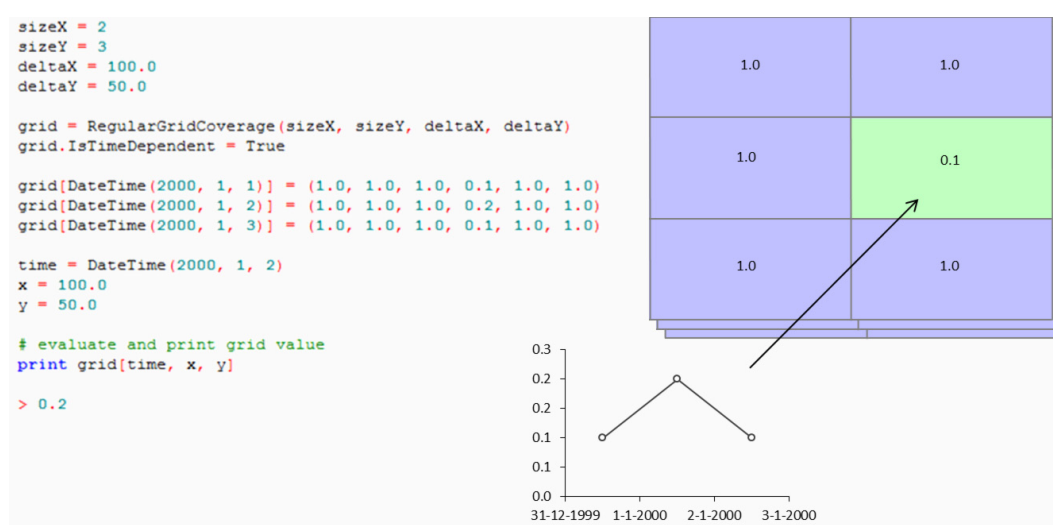 sizeX = 2
sizeY = 3
deltaX = 100.0
deltaY = 50.0
grid = RegularGridCoverage(sizeX, sizeY, deltaX, deltaY)
grid.IsTimeDependent = True
grid[DateTime(2000, 1, 1)] = (1.0, 1.0, 1.0, 0.1, 1.0, 1.0)
grid[DateTime(2000, 1, 2)] = (1.0, 1.0, 1.0, 0.2, 1.0, 1.0)
grid[DateTime(2000, 1, 3)] = (1.0, 1.0, 1.0, 0.1, 1.0, 1.0)
time = DateTime(2000, 1, 2)
x = 100.0
y = 50.0
# evaluate and print grid value
print grid[time, x, y]
> 0.2
1.0 1.0
1.0 0.1
1.0 1.0
0.3
0.2
0.2
0.1
0.1
0.0
31-12-1999 1-1-2000 2-1-2000 3-1-2000